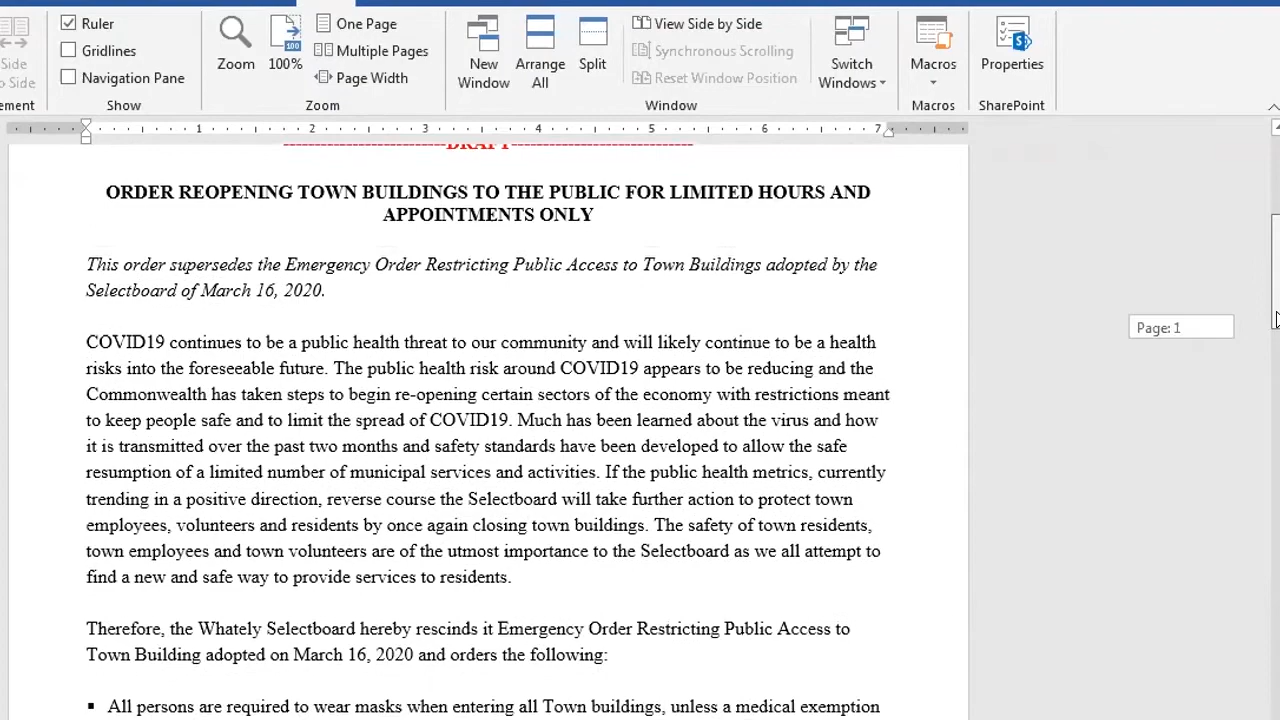 Ruler
Gridlines
Navigation Pane
Show
Side
to Side
ement
Zoom
100
100%
One Page
Multiple Pages
Page Width
Zoom
New
Window
Arrange
All
Split
View Side by Side
Synchronous Scrolling
Reset Window Position
Switch
Windows
Window
Macros
Macros
S
Properties
SharePoint
1 2 3 4 5 6 7
DRAFT
ORDER REOPENING TOWN BUILDINGS TO THE PUBLIC FOR LIMITED HOURS AND
APPOINTMENTS ONLY
This order supersedes the Emergency Order Restricting Public Access to Town Buildings adopted by the
Selectboard of March 16, 2020.
Page: 1
COVID19 continues to be a public health threat to our community and will likely continue to be a health
risks into the foreseeable future. The public health risk around COVID19 appears to be reducing and the
Commonwealth has taken steps to begin re-opening certain sectors of the economy with restrictions meant
to keep people safe and to limit the spread of COVID19. Much has been learned about the virus and how
it is transmitted over the past two months and safety standards have been developed to allow the safe
resumption of a limited number of municipal services and activities. If the public health metrics, currently
trending in a positive direction, reverse course the Selectboard will take further action to protect town
employees, volunteers and residents by once again closing town buildings. The safety of town residents,
town employees and town volunteers are of the utmost importance to the Selectboard as we all attempt to
find a new and safe way to provide services to residents.
Therefore, the Whately Selectboard hereby rescinds it Emergency Order Restricting Public Access to
Town Building adopted on March 16, 2020 and orders the following:
▪ All persons are required to wear masks when entering all Town buildings, unless a medical exemption